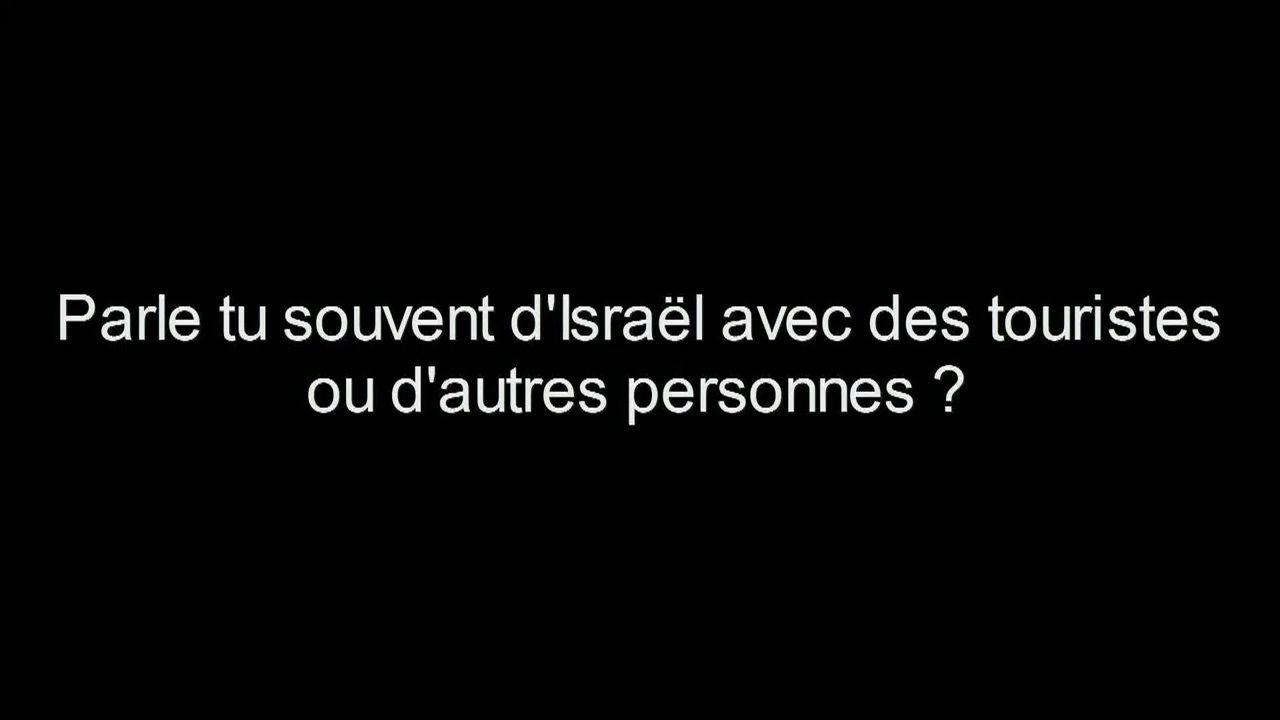 Parle tu souvent d'Israël avec des touristes
ou d'autres personnes ?